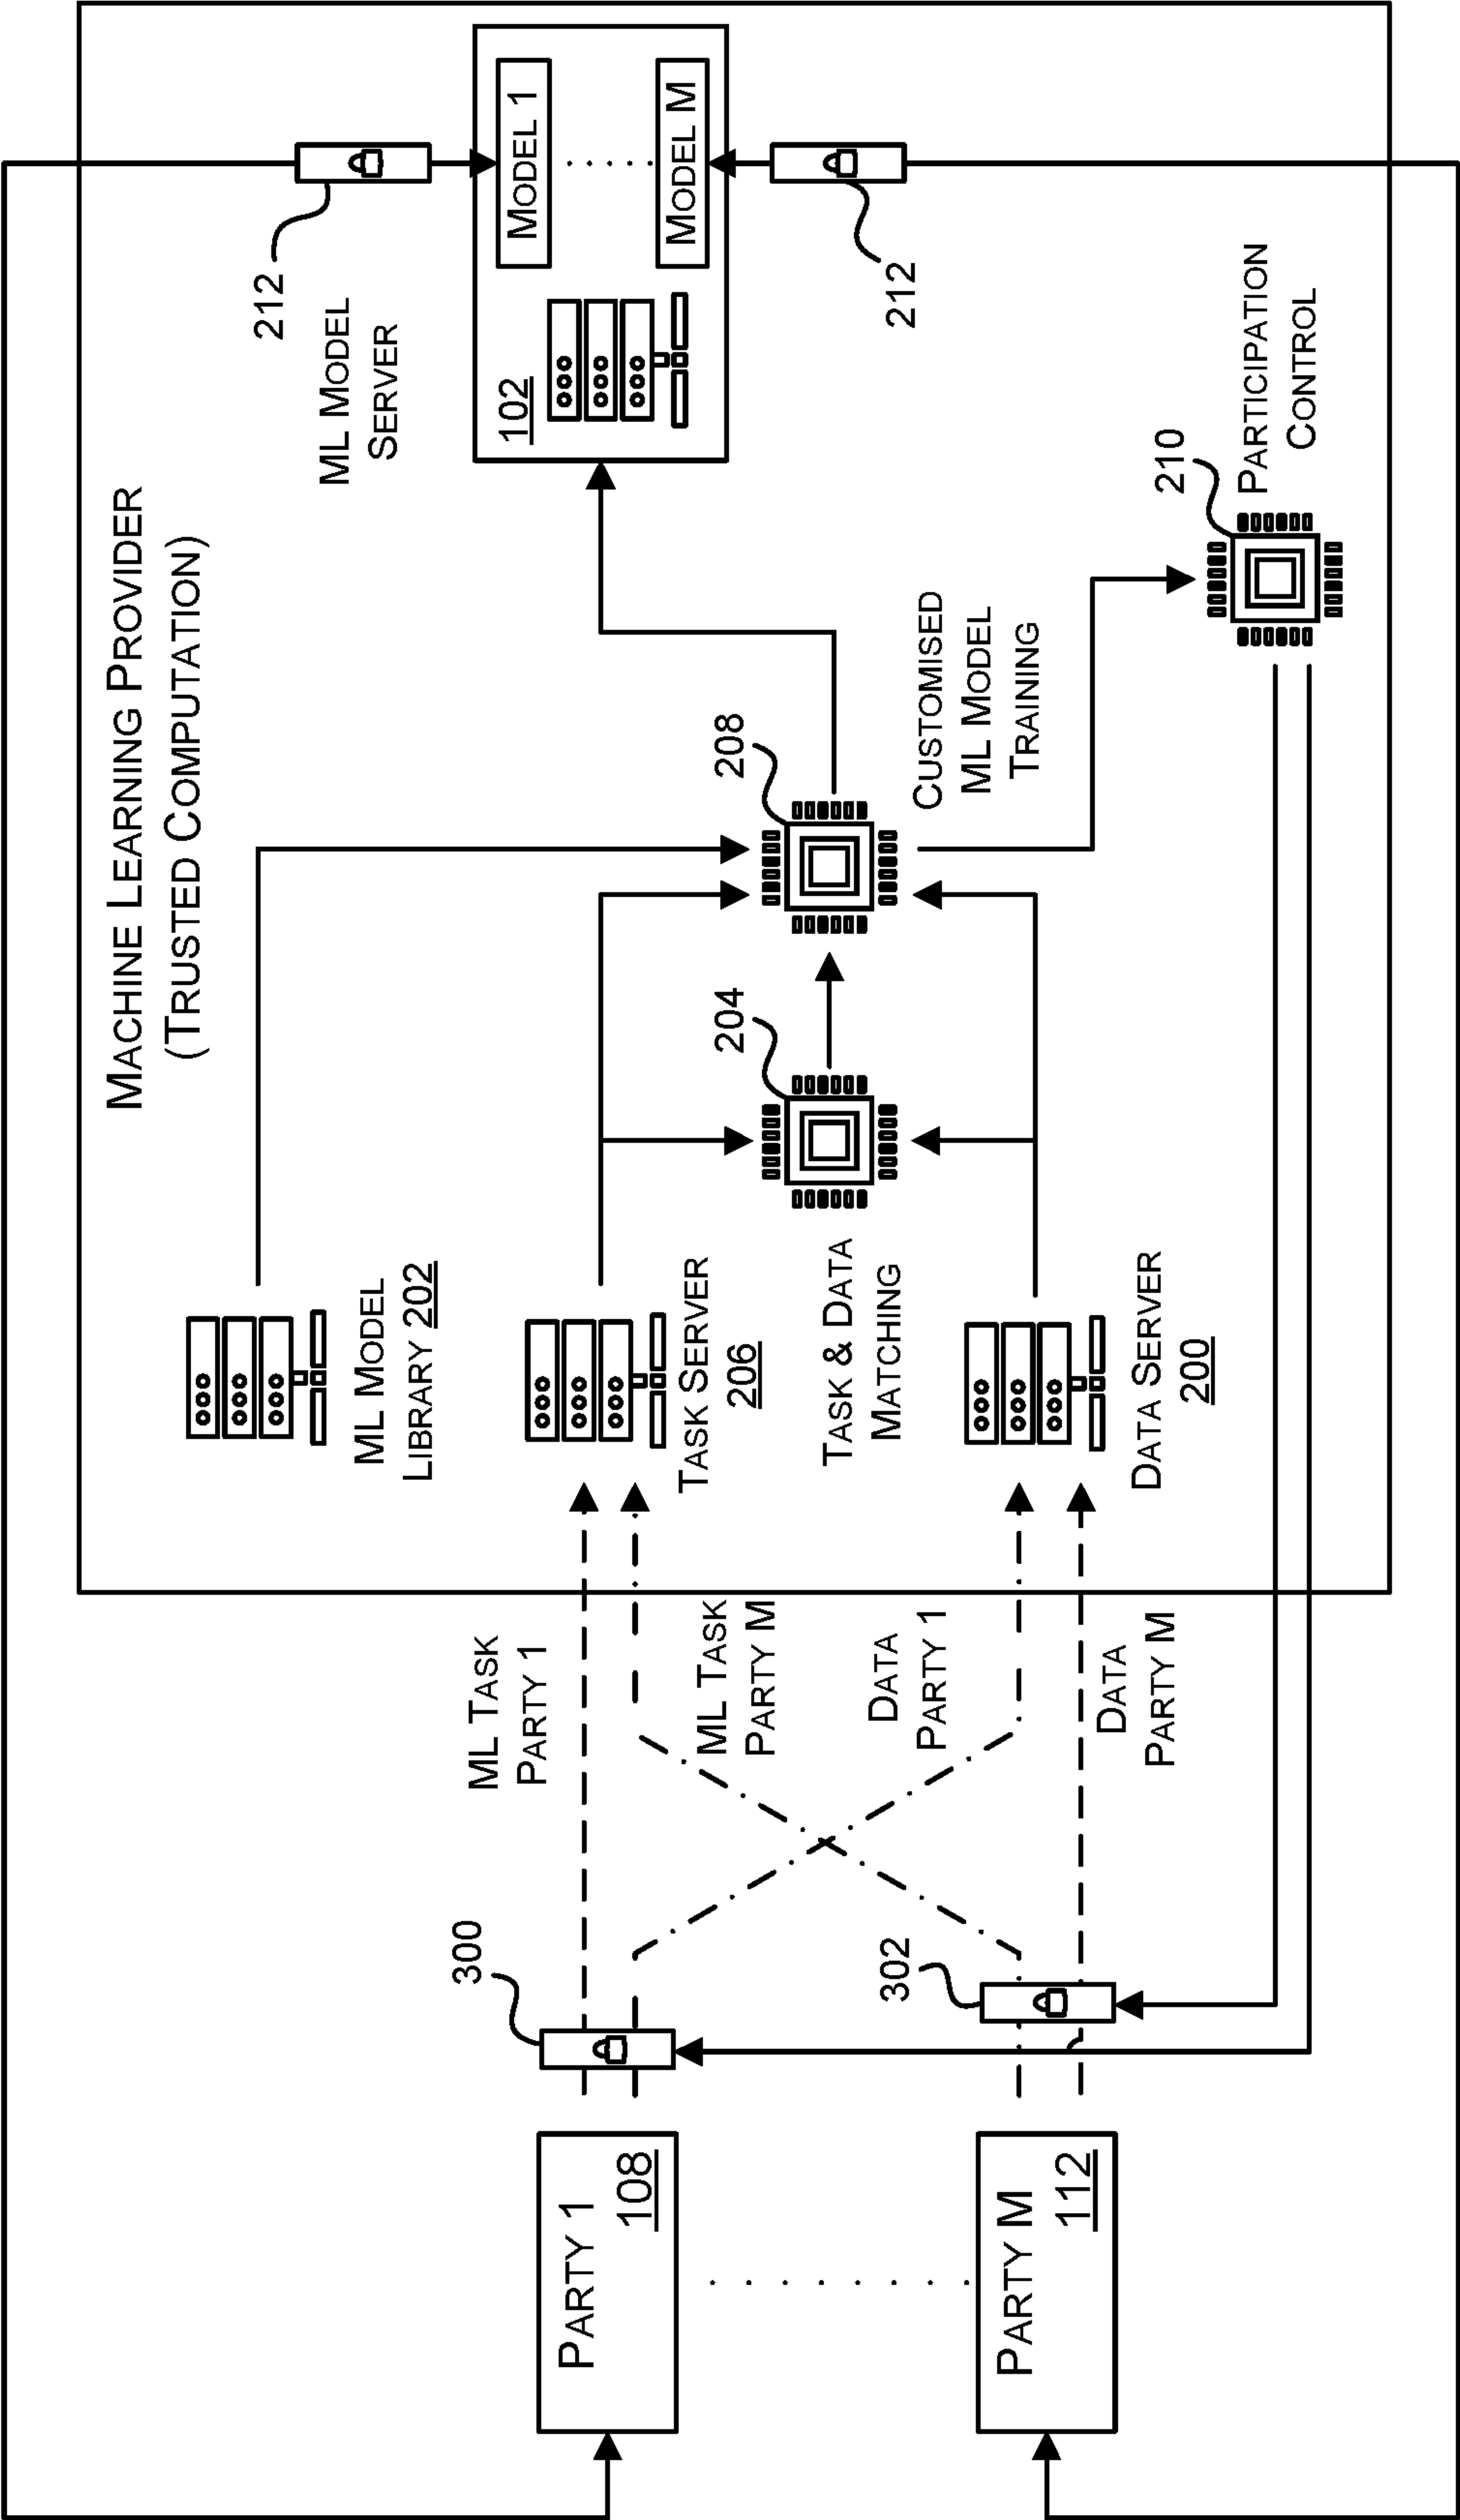 MACHINE LEARNING PROVIDER
(TRUSTED COMPUTATION)
ML MODEL
LIBRARY 202
ML MODEL
SERVER
212
102
MODEL 1
MODEL M
212
ML TASK
PARTY 1
TASK SERVER
206
204
208
300
PARTY 1
108
ML TASK
PARTY M
TASK & DATA
MATCHING
CUSTOMISED
ML MODEL
TRAINING
DATA
PARTY 1
302
PARTY M
112
DATA
PARTY M
DATA SERVER
200
210
PARTICIPATION
CONTROL